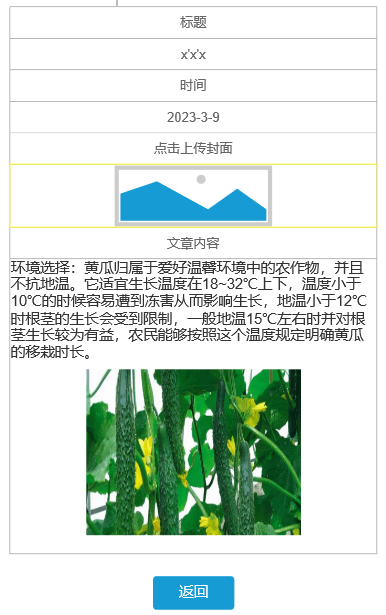 标题
x'x'x
时间
2023-3-9
点击上传封面
文章内容
环境选择：黄瓜归属于爱好温馨环境中的农作物，并且
不抗地温。它适宜生长温度在18~32℃上下，温度小于
10℃的时候容易遭到冻害从而影响生长，地温小于12℃
时根茎的生长会受到限制，一般地温15℃左右时并对根
茎生长较为有益，农民能够按照这个温度规定明确黄瓜
的移栽时长。
返回